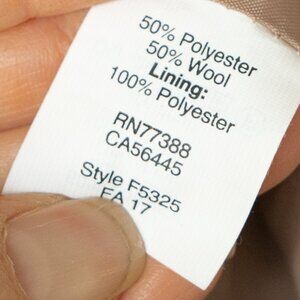 50% Polyester
50% Wool
Lining:
100% Polyester
RN77388
CA56445
Style F5325
FA 17